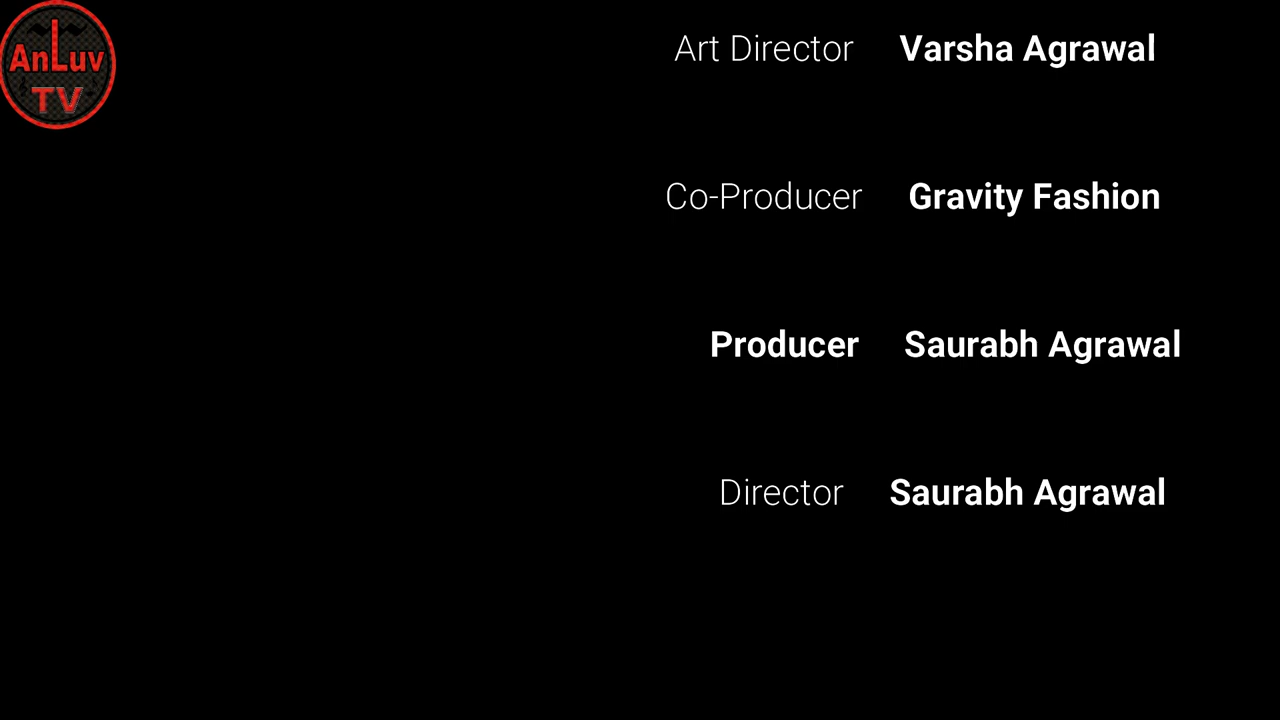 AnLuv
TV
Art Director Varsha Agrawal
Co-Producer Gravity Fashion
Producer Saurabh Agrawal
Director Saurabh Agrawal